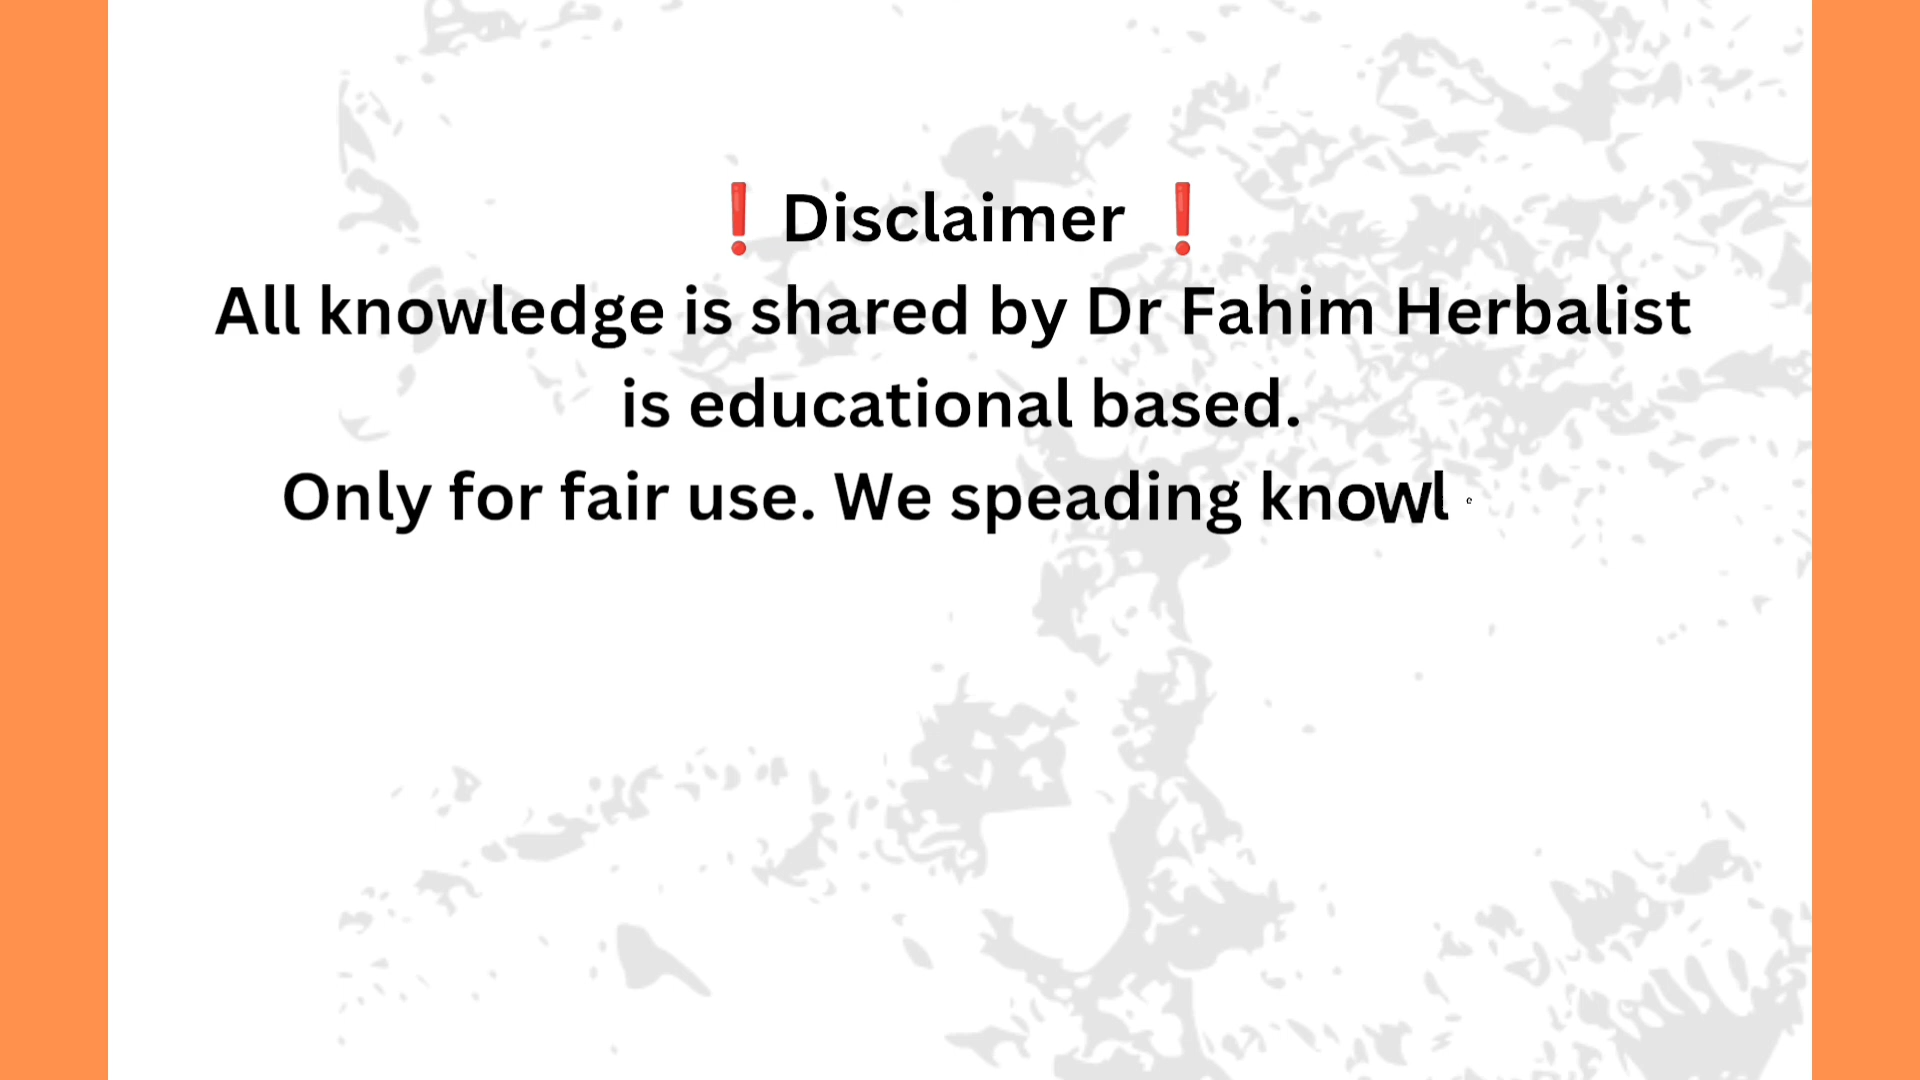 ❗Disclaimer ❗
All knowledge is shared by Dr Fahim Herbalist
is educational based.
Only for fair use. We speading knowl